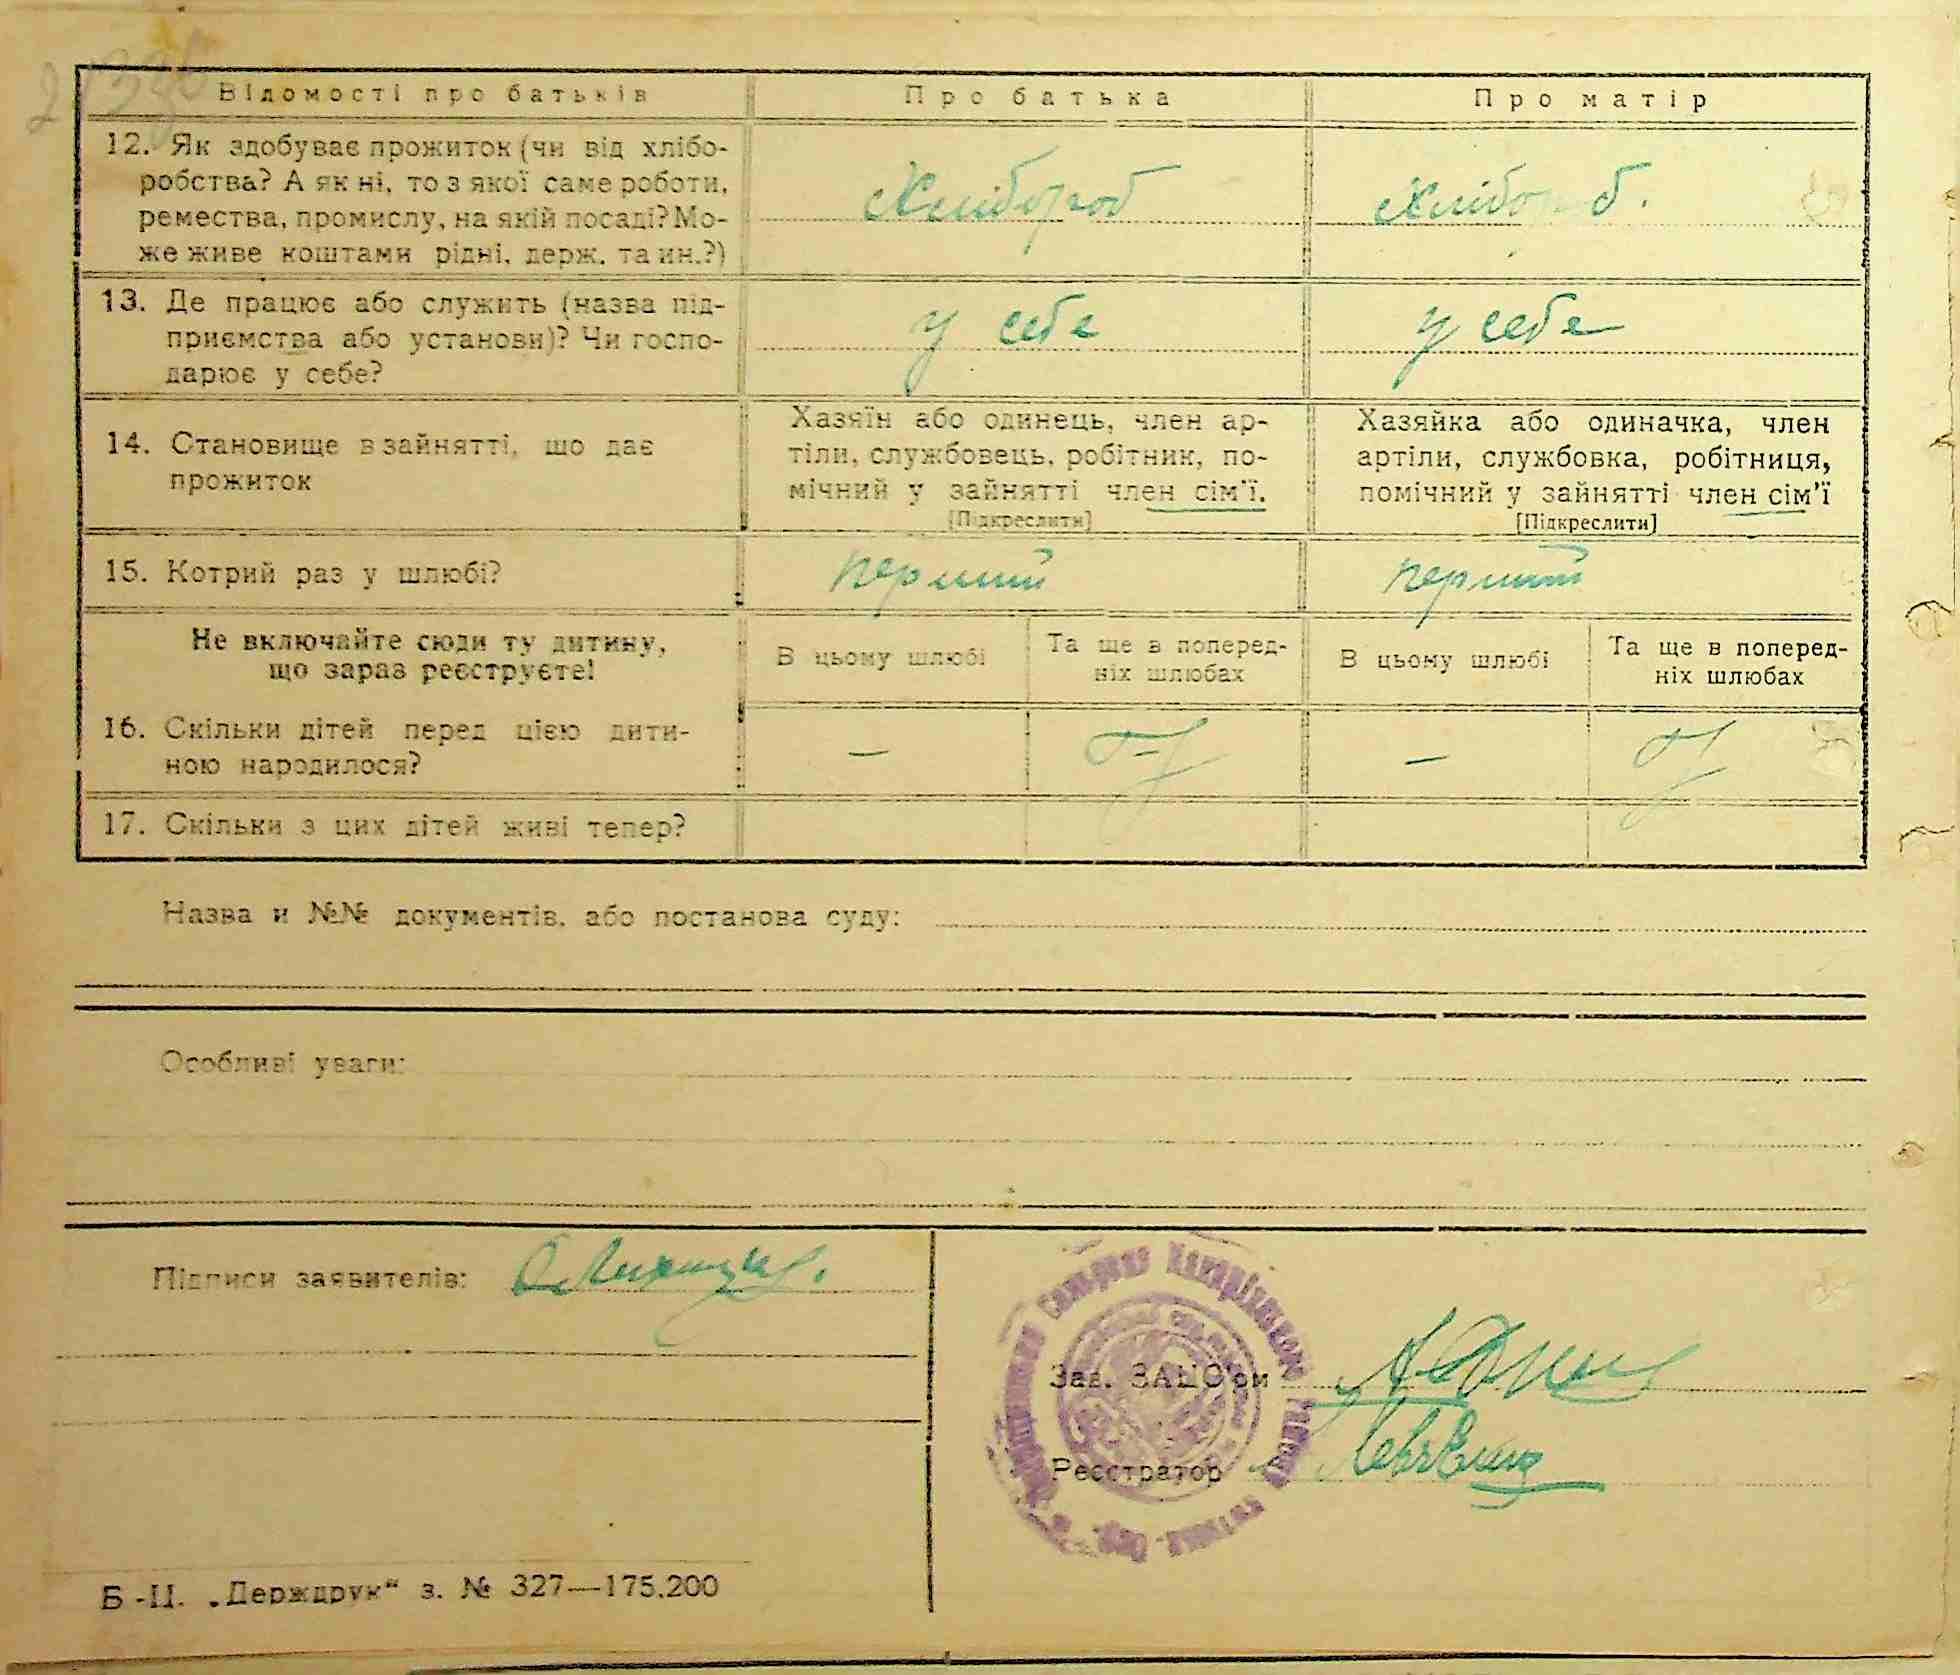 Відомості про батьків
Про батька
Про матір
12. Як здобуває прожиток (чи від хлібо-
робства? А як ні, то з якої саме роботи,
ремества, промислу, на якій посаді? Мо-
же живе коштами рідні, держ. та ин.?)
Хлібороб
Хлібо б.
13. Де працює або служить (назва під-
приємства або установи)? Чи госпо-
дарює у себе?
у себе
у себе
14. Становище в зайнятті, що дає
прожиток
Хазяїн або одинець, член ар-
тіли, службовець, робітник, по-
мічний у зайнятті член сім'ї.
[Підкреслити]
Хазяйка або одиначка, член
артіли, службовка, робітниця,
помічний у зайнятті член сім'ї
[Підкреслити]
15. Котрий раз у шлюбі?
перший
перший
Не включайте сюди ту дитину,
що зараз реєструєте!
В цьому шлюбі
Та ще в поперед-
ніх шлюбах
В цьому шлюбі
Та ще в поперед-
ніх шлюбах
16. Скільки дітей перед цією дити-
ною народилося?
–
–
17. Скільки з цих дітей живі тепер?
Назва и №№ документів, або постанова суду:
Особливі уваги:
Підписи заявителів:
Зав. ЗАЦС'ом
Реєстратор
Б-Ц. „Держдрук“ з. № 327—175.200